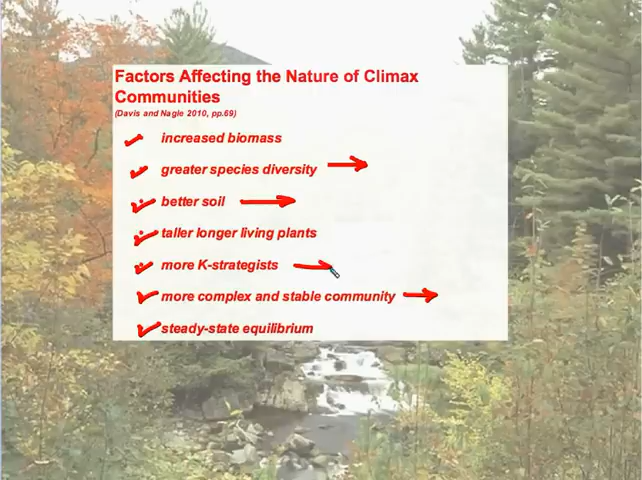 Factors Affecting the Nature of Climax
Communities
(Davis and Nagle 2010, pp.69)
increased biomass
greater species diversity
better soil
taller longer living plants
more K-strategists
more complex and stable community
steady-state equilibrium